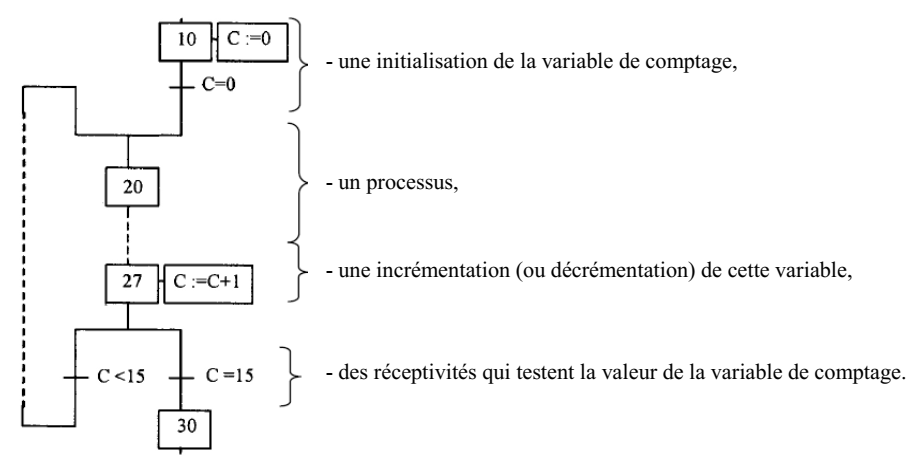 10 C :=0
- une initialisation de la variable de comptage,
C=0
20
- un processus,
27 C :=C+1
- une incrémentation (ou décrémentation) de cette variable,
C <15 C =15
- des réceptivités qui testent la valeur de la variable de comptage.
30